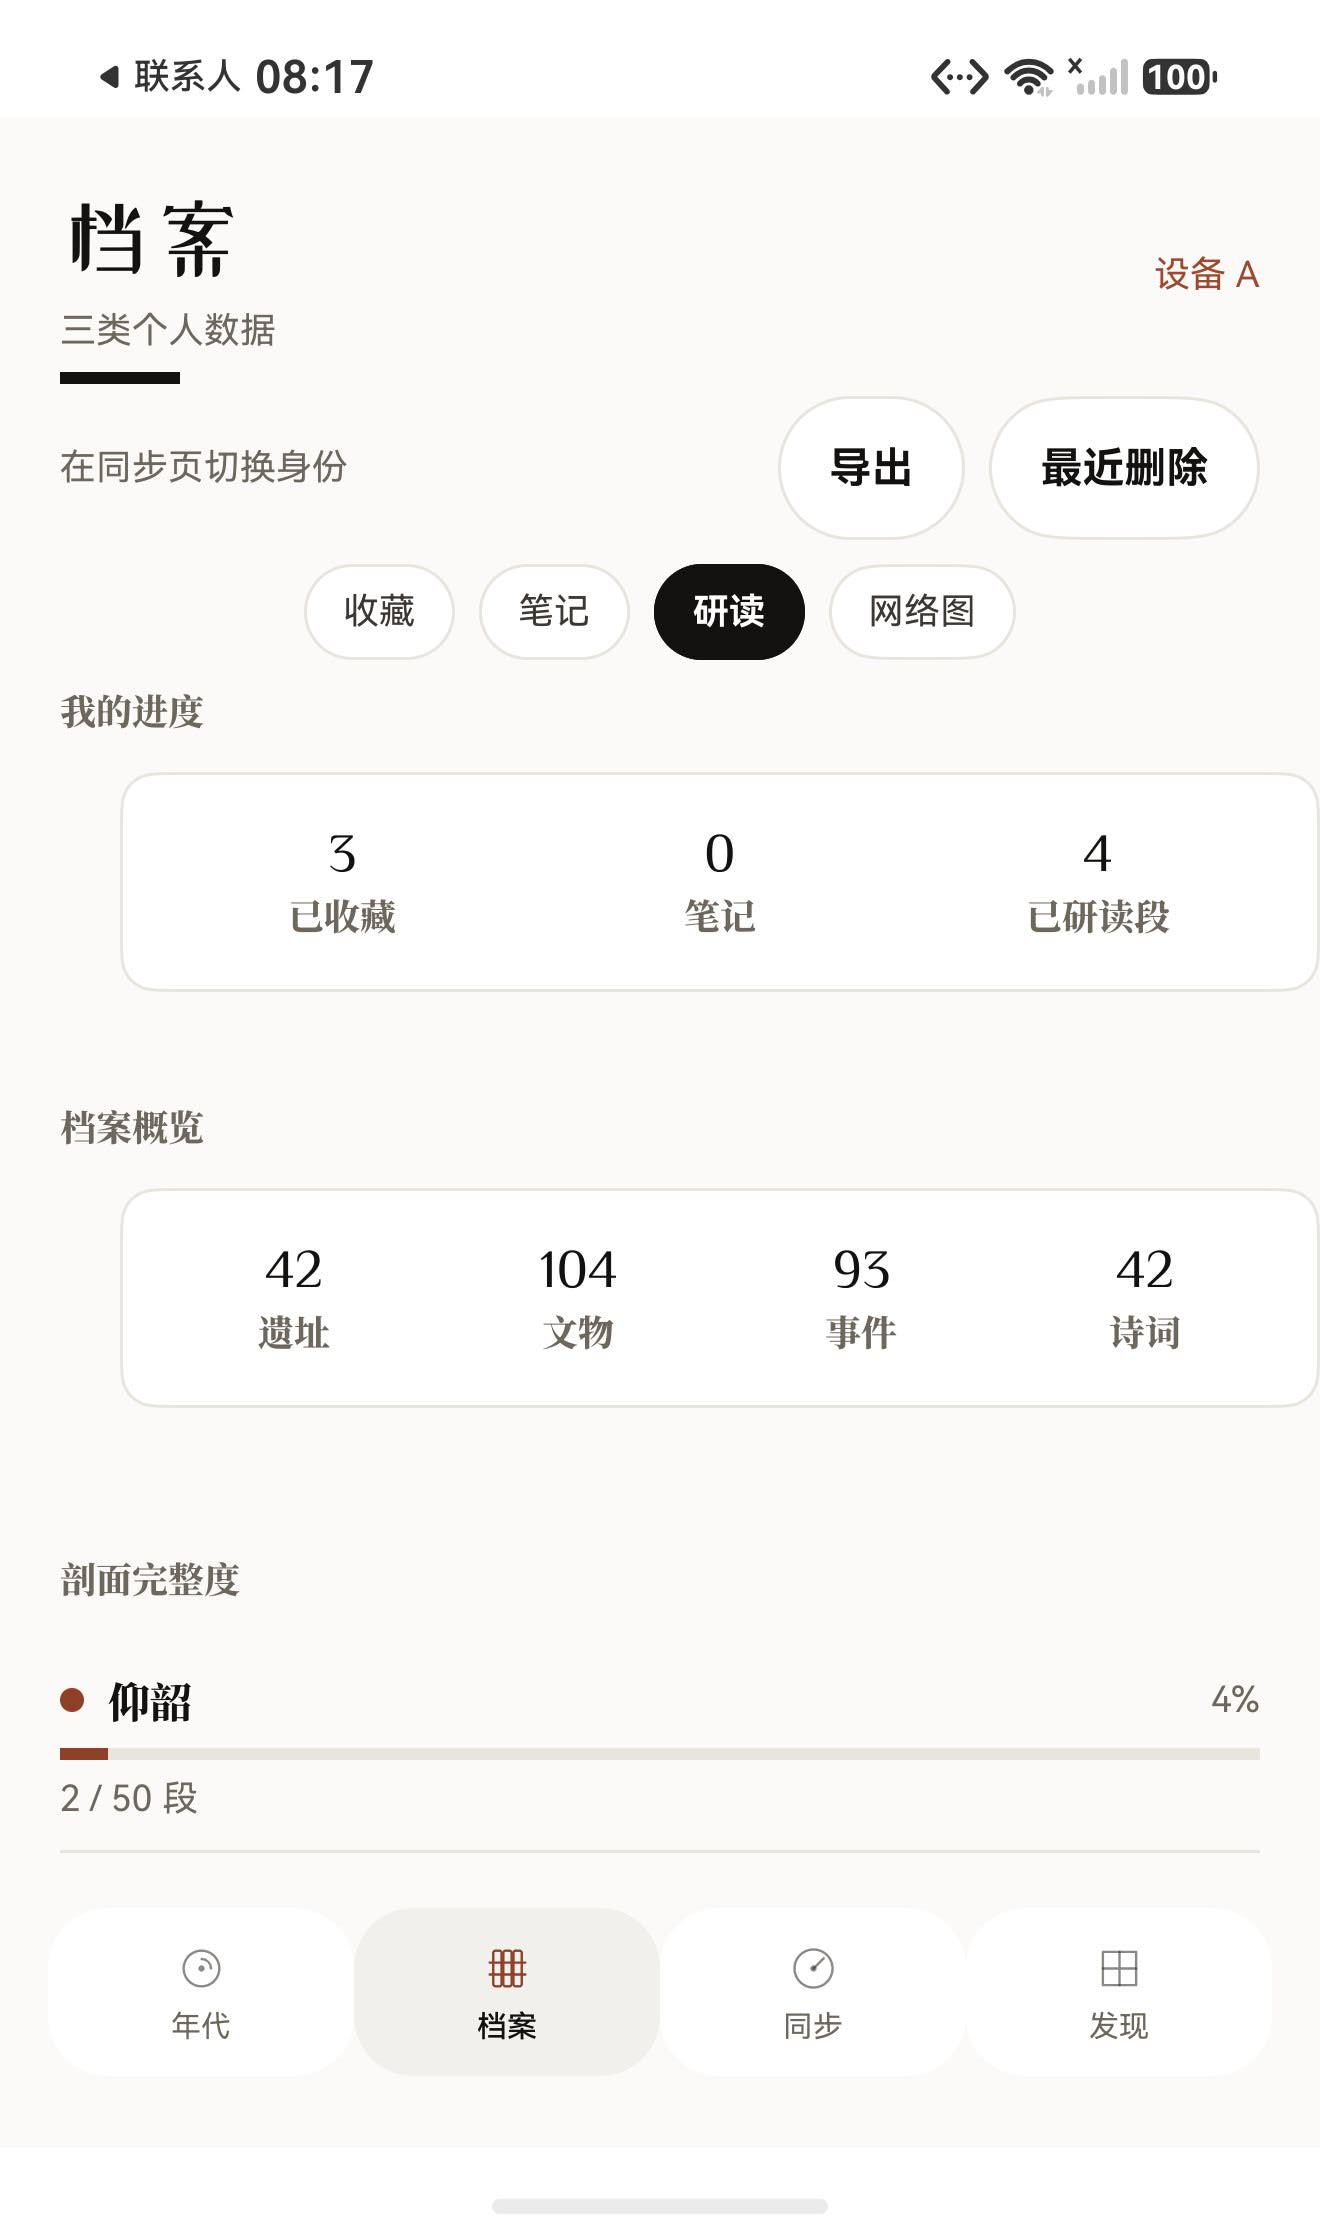 联系人 08:17 100
档案
设备 A
三类个人数据
在同步页切换身份 导出 最近删除
收藏 笔记 研读 网络图
我的进度
3 0 4
已收藏 笔记 已研读段
档案概览
42 104 93 42
遗址 文物 事件 诗词
剖面完整度
仰韶 4%
2 / 50 段
年代 档案 同步 发现